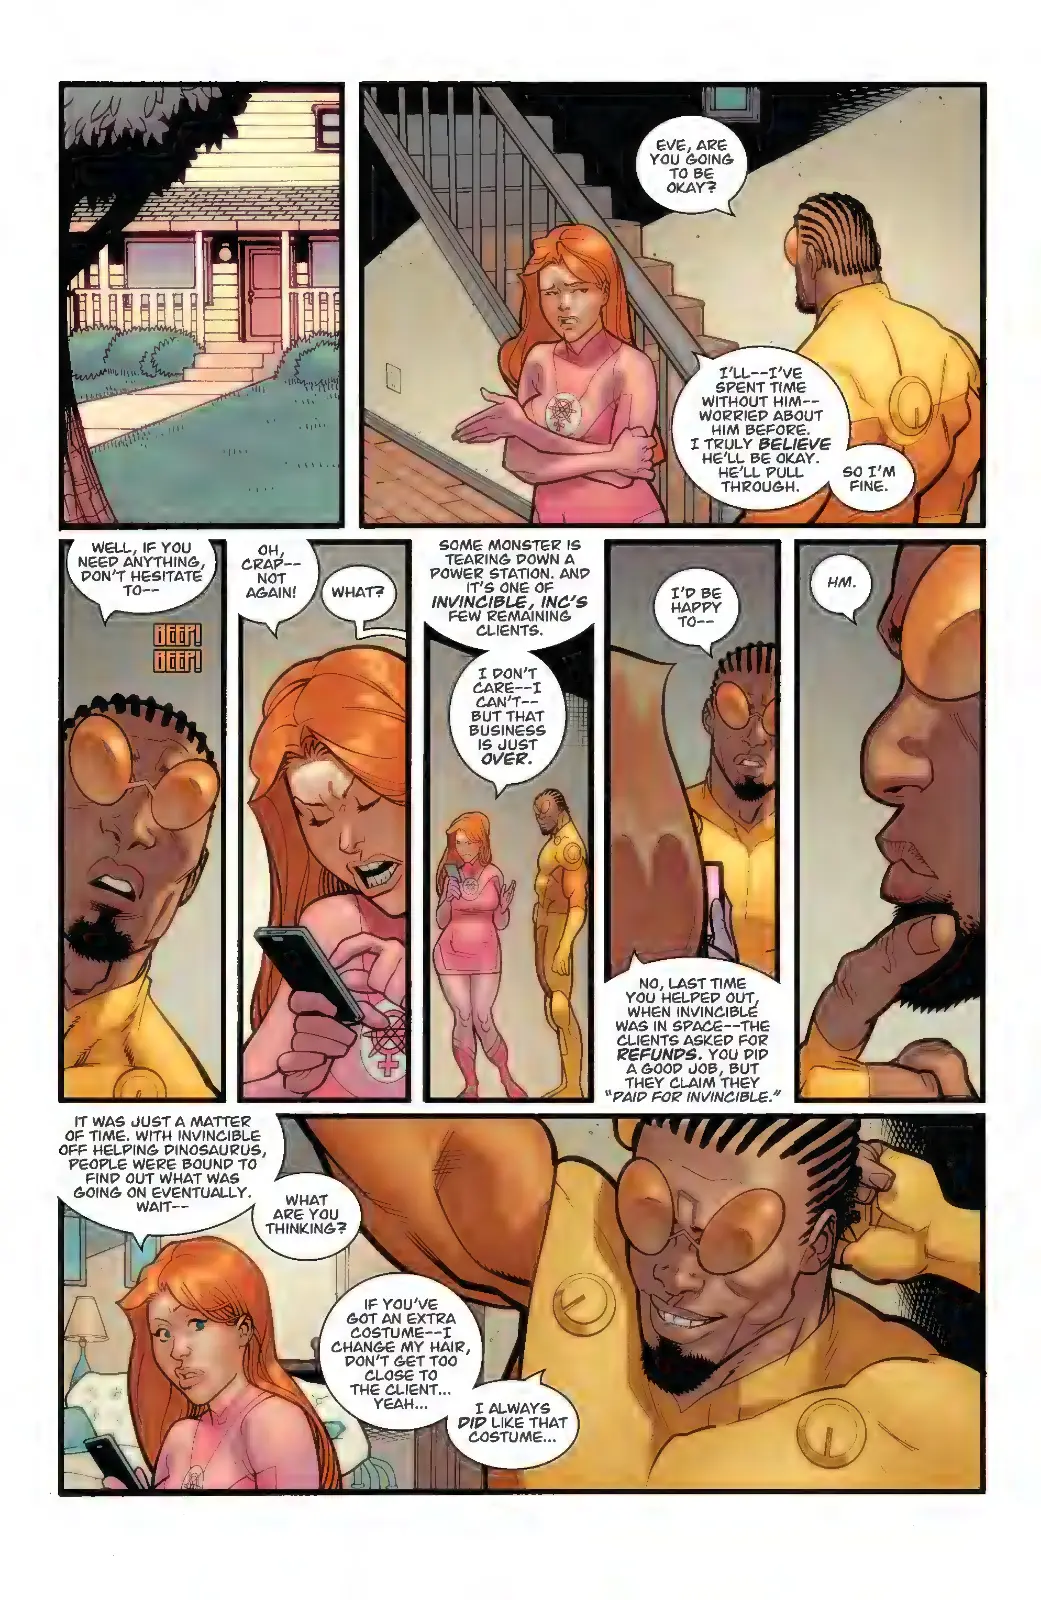 EVE, ARE
YOU GOING
TO BE
OKAY?
I'LL--I'VE
SPENT TIME
WITHOUT HIM--
WORRIED ABOUT
HIM BEFORE.
I TRULY BELIEVE
HE'LL BE OKAY.
HE'LL PULL
THROUGH.
SO I'M
FINE.
WELL, IF YOU
NEED ANYTHING,
DON'T HESITATE
TO--
BEEP!
BEEP!
OH,
CRAP--
NOT
AGAIN!
WHAT?
SOME MONSTER IS
TEARING DOWN A
POWER STATION. AND
IT'S ONE OF
INVINCIBLE, INC'S
FEW REMAINING
CLIENTS.
I DON'T
CARE--I
CAN'T--
BUT THAT
BUSINESS
IS JUST
OVER.
I'D BE
HAPPY
TO--
NO, LAST TIME
YOU HELPED OUT,
WHEN INVINCIBLE
WAS IN SPACE--THE
CLIENTS ASKED FOR
REFUNDS. YOU DID
A GOOD JOB, BUT
THEY CLAIM THEY
"PAID FOR INVINCIBLE."
HM.
IT WAS JUST A MATTER
OF TIME. WITH INVINCIBLE
OFF HELPING DINOSAURUS,
PEOPLE WERE BOUND TO
FIND OUT WHAT WAS
GOING ON EVENTUALLY.
WAIT--
WHAT
ARE YOU
THINKING?
IF YOU'VE
GOT AN EXTRA
COSTUME--I
CHANGE MY HAIR,
DON'T GET TOO
CLOSE TO
THE CLIENT...
YEAH...
I ALWAYS
DID LIKE THAT
COSTUME...